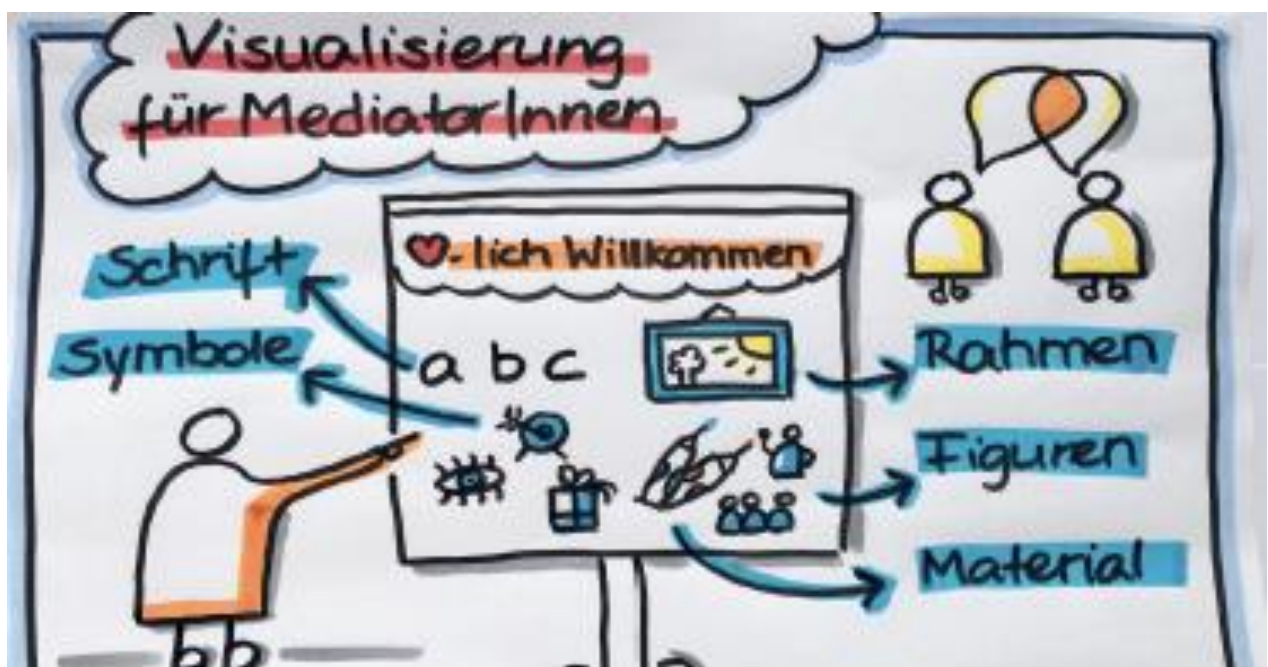 Visualisierung
für MediatorInnen
♥-lich Willkommen
Schrift
Symbole
a b c
Rahmen
Figuren
Material